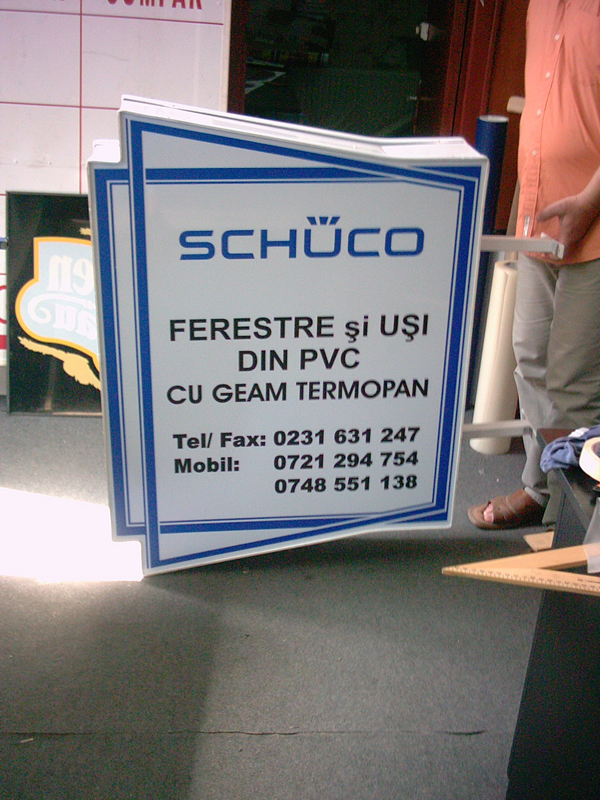 COMPAR
SCHÜCO
FERESTRE şi UŞI
DIN PVC
CU GEAM TERMOPAN
Tel/ Fax: 0231 631 247
Mobil: 0721 294 754
0748 551 138